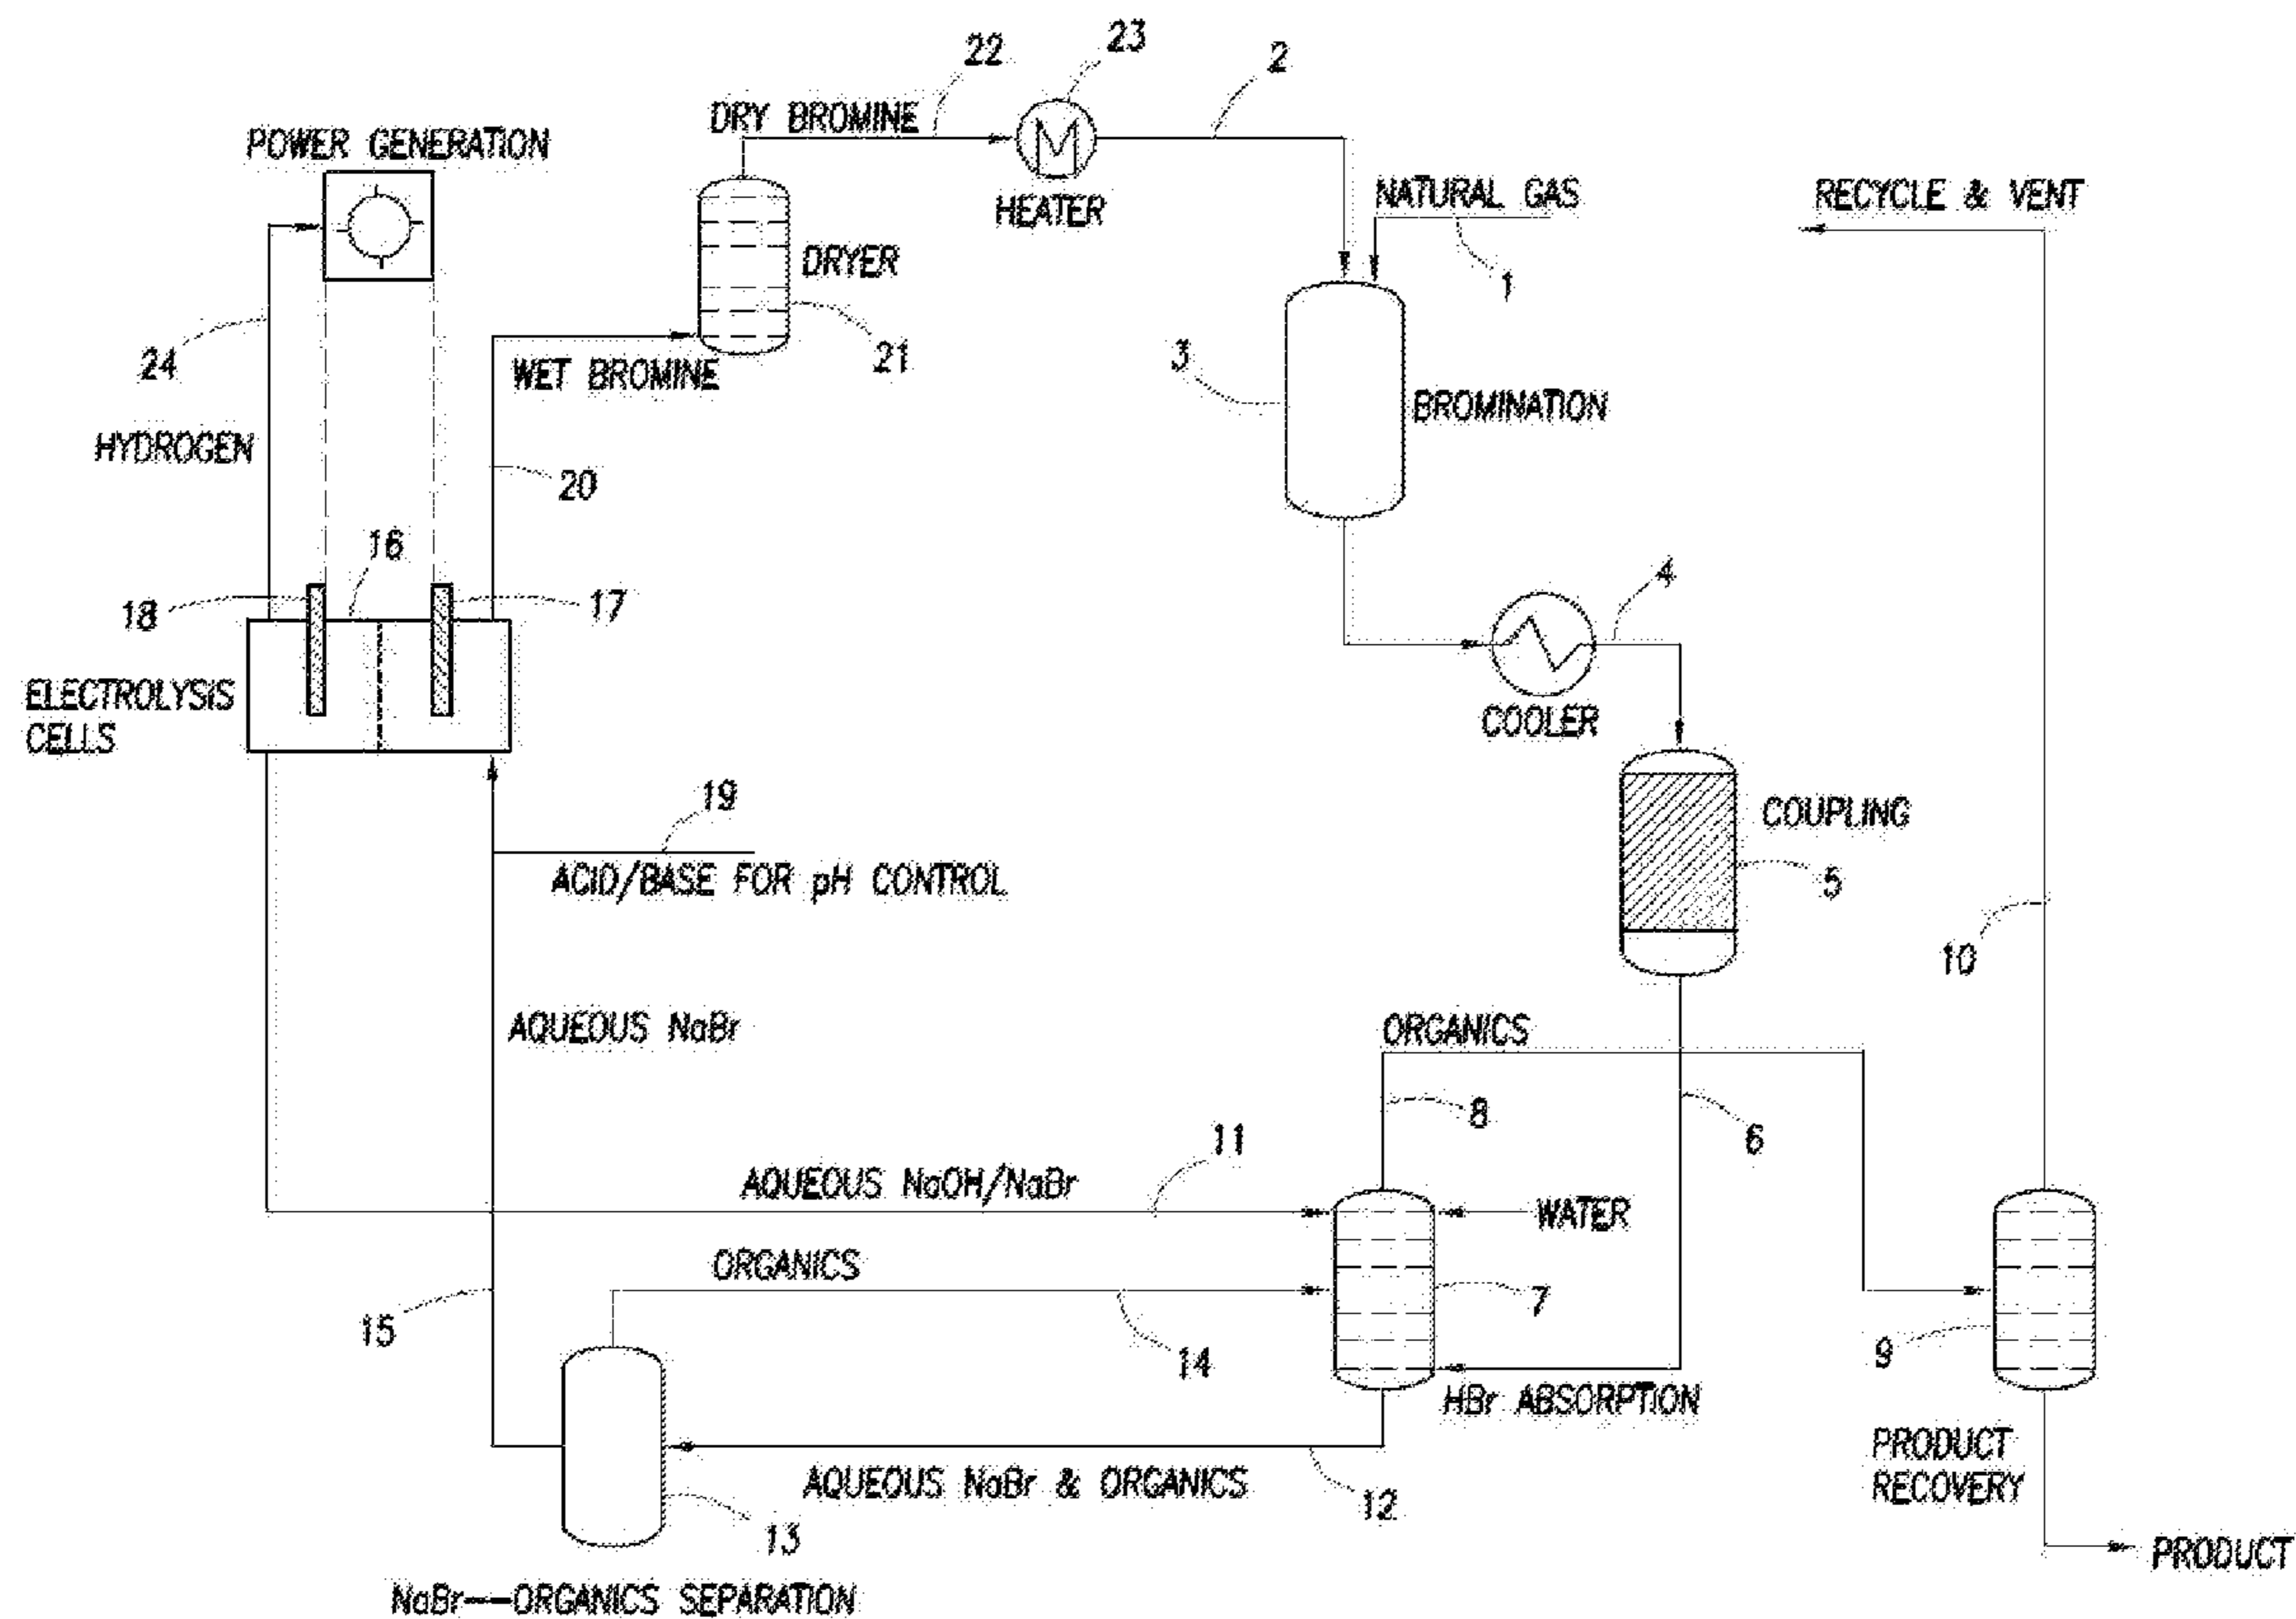 22
23
2
DRY BROMINE
POWER GENERATION
HEATER
NATURAL GAS
RECYCLE & VENT
DRYER
1
24
WET BROMINE
21
3
BROMINATION
HYDROGEN
20
16
18
17
4
ELECTROLYSIS
CELLS
COOLER
19
ACID/BASE FOR pH CONTROL
COUPLING
5
10
AQUEOUS NaBr
ORGANICS
8
6
11
AQUEOUS NaOH/NaBr
WATER
ORGANICS
7
15
14
9
HBr ABSORPTION
AQUEOUS NaBr & ORGANICS
12
PRODUCT
RECOVERY
13
PRODUCT
NaBr—ORGANICS SEPARATION